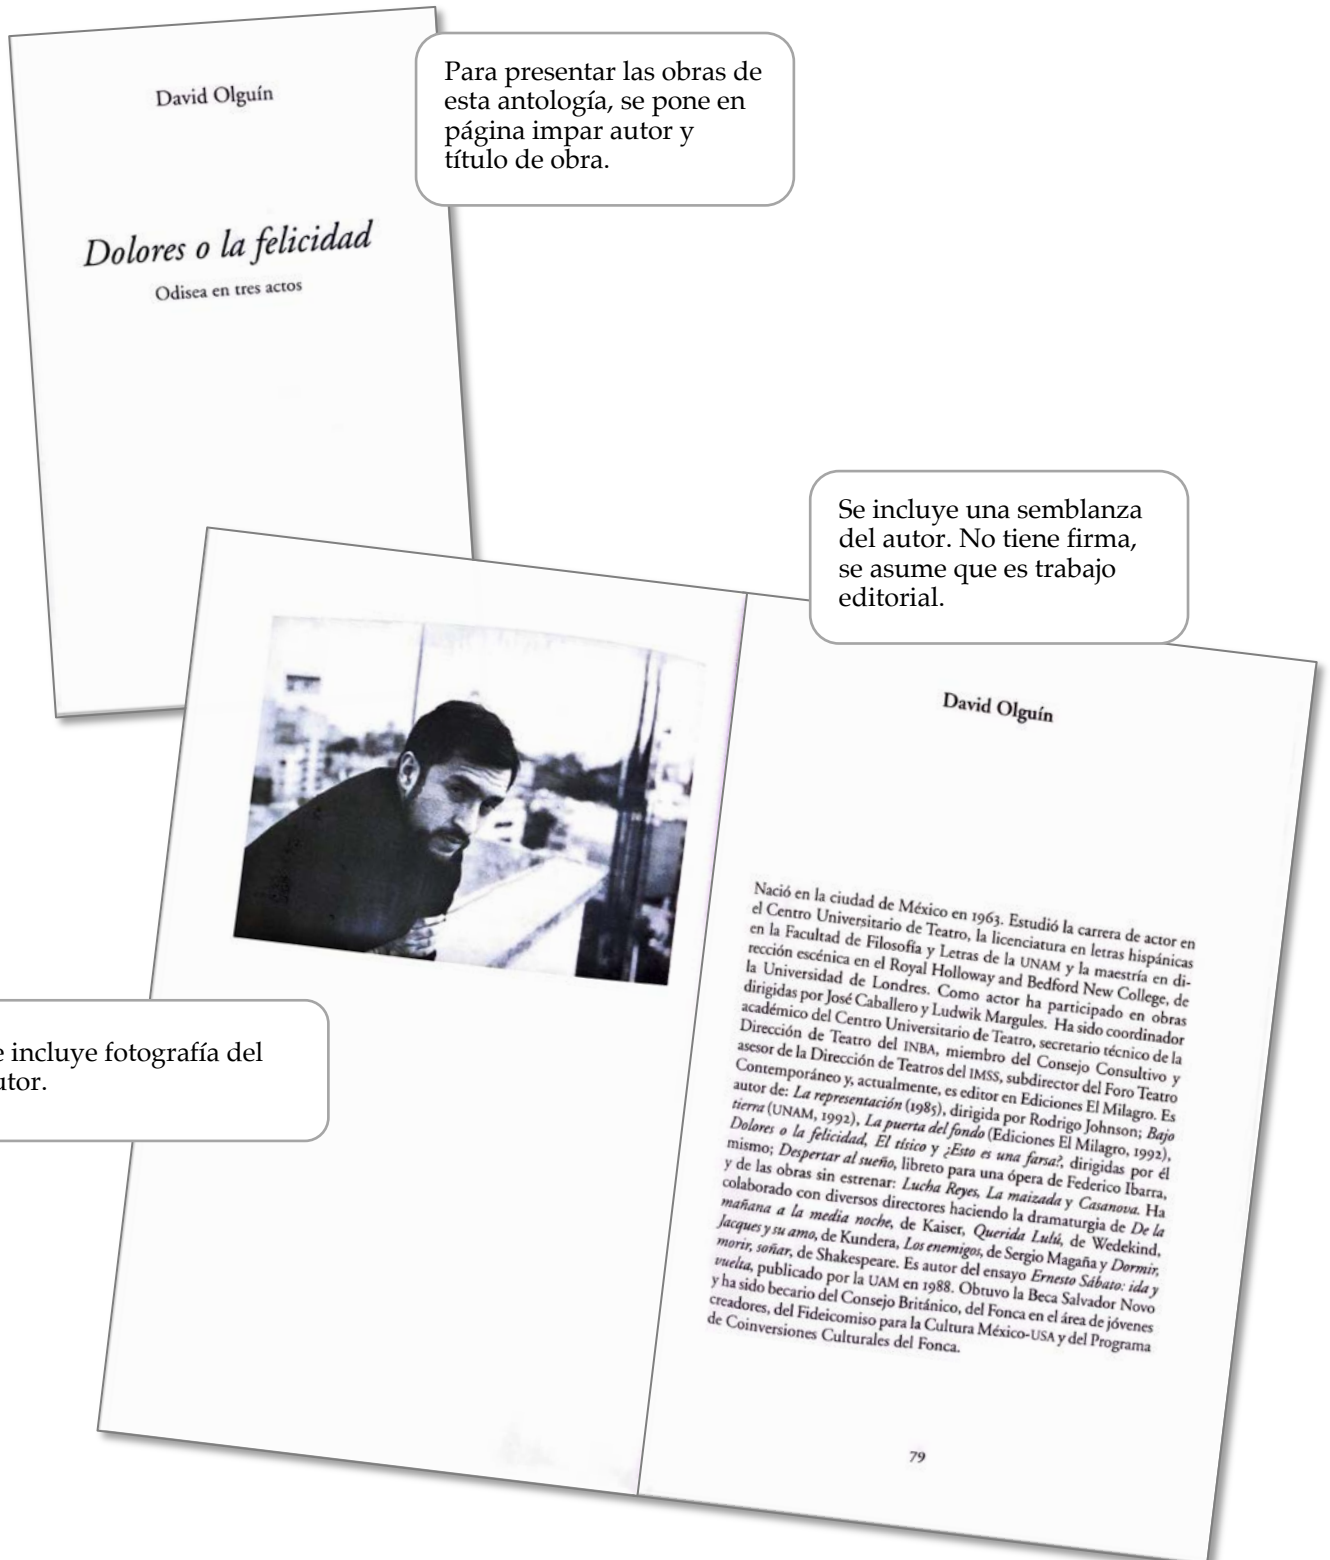 David Olguín
Dolores o la felicidad
Odisea en tres actos
Para presentar las obras de
esta antología, se pone en
página impar autor y
título de obra.
Se incluye una semblanza
del autor. No tiene firma,
se asume que es trabajo
editorial.
e incluye fotografía del
utor.
David Olguín
Nació en la ciudad de México en 1963. Estudió la carrera de actor en
el Centro Universitario de Teatro, la licenciatura en letras hispánicas
en la Facultad de Filosofía y Letras de la UNAM y la maestría en di-
rección escénica en el Royal Holloway and Bedford New College, de
la Universidad de Londres. Como actor ha participado en obras
dirigidas por José Caballero y Ludwik Margules. Ha sido coordinador
académico del Centro Universitario de Teatro, secretario técnico de la
Dirección de Teatro del INBA, miembro del Consejo Consultivo y
asesor de la Dirección de Teatros del IMSS, subdirector del Foro Teatro
Contemporáneo y, actualmente, es editor en Ediciones El Milagro. Es
autor de: La representación (1985), dirigida por Rodrigo Johnson; Bajo
tierra (UNAM, 1992), La puerta del fondo (Ediciones El Milagro, 1992),
Dolores o la felicidad, El tísico y ¿Esto es una farsa?, dirigidas por él
mismo; Despertar al sueño, libreto para una ópera de Federico Ibarra,
y de las obras sin estrenar: Lucha Reyes, La maizada y Casanova. Ha
colaborado con diversos directores haciendo la dramaturgia de De la
mañana a la media noche, de Kaiser, Querida Lulú, de Wedekind,
Jacques y su amo, de Kundera, Los enemigos, de Sergio Magaña y Dormir,
morir, soñar, de Shakespeare. Es autor del ensayo Ernesto Sábato: ida y
vuelta, publicado por la UAM en 1988. Obtuvo la Beca Salvador Novo
y ha sido becario del Consejo Británico, del Fonca en el área de jóvenes
creadores, del Fideicomiso para la Cultura México-USA y del Programa
de Coinversiones Culturales del Fonca.
79